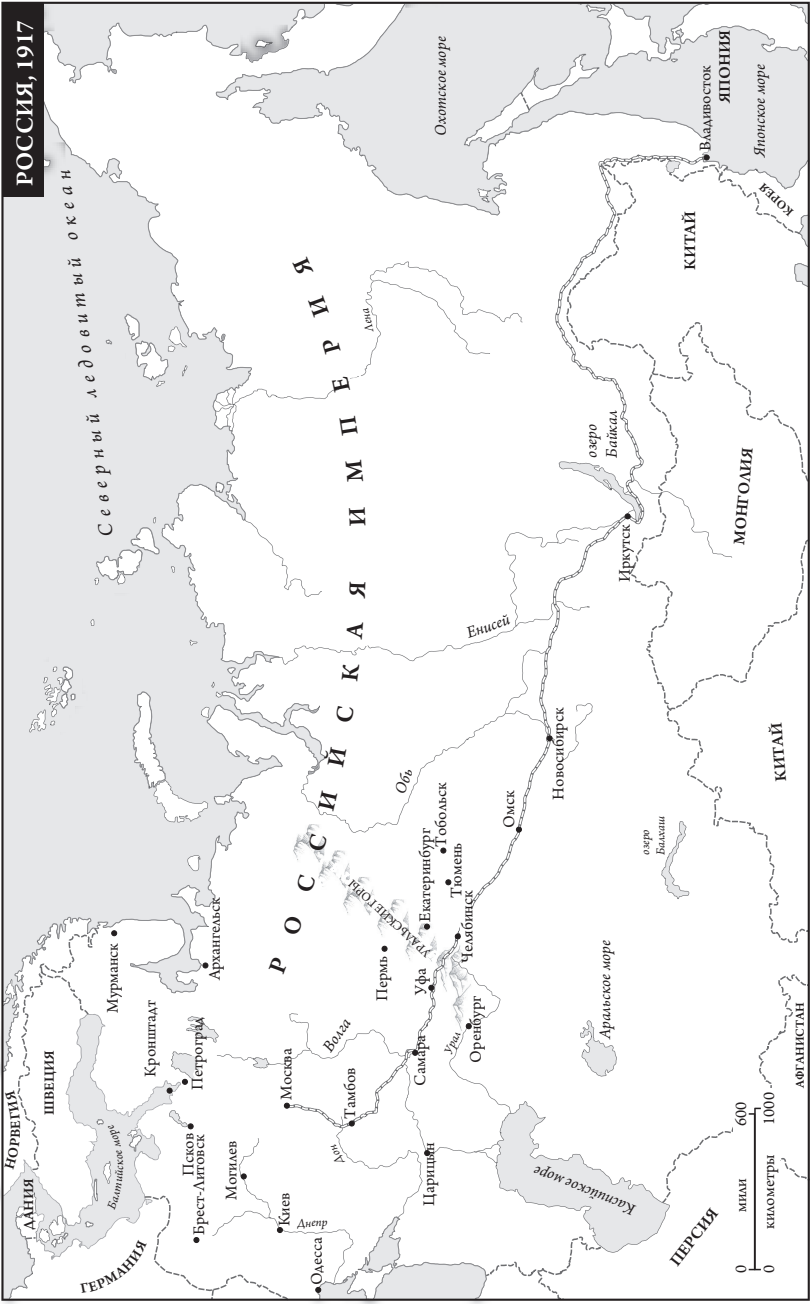 РОССИЯ, 1917
Северный ледовитый океан
РОССИЙСКАЯ ИМПЕРИЯ
НОРВЕГИЯ
ШВЕЦИЯ
ДАНИЯ
ГЕРМАНИЯ
Балтийское море
Мурманск
Архангельск
Кронштадт
Петроград
Псков
Брест-Литовск
Могилев
Киев
Днепр
Одесса
Москва
Волга
Тамбов
Дон
Царицын
Самара
Уфа
Пермь
УРАЛЬСКИЕ ГОРЫ
Екатеринбург
Тобольск
Тюмень
Челябинск
Урал
Оренбург
Омск
Обь
Новосибирск
Енисей
Иркутск
озеро
Байкал
Лена
Охотское море
Владивосток
ЯПОНИЯ
Японское море
КОРЕЯ
КИТАЙ
МОНГОЛИЯ
КИТАЙ
озеро
Балхаш
Аральское море
Каспийское море
АФГАНИСТАН
ПЕРСИЯ
0 мили 600
0 километры 1000